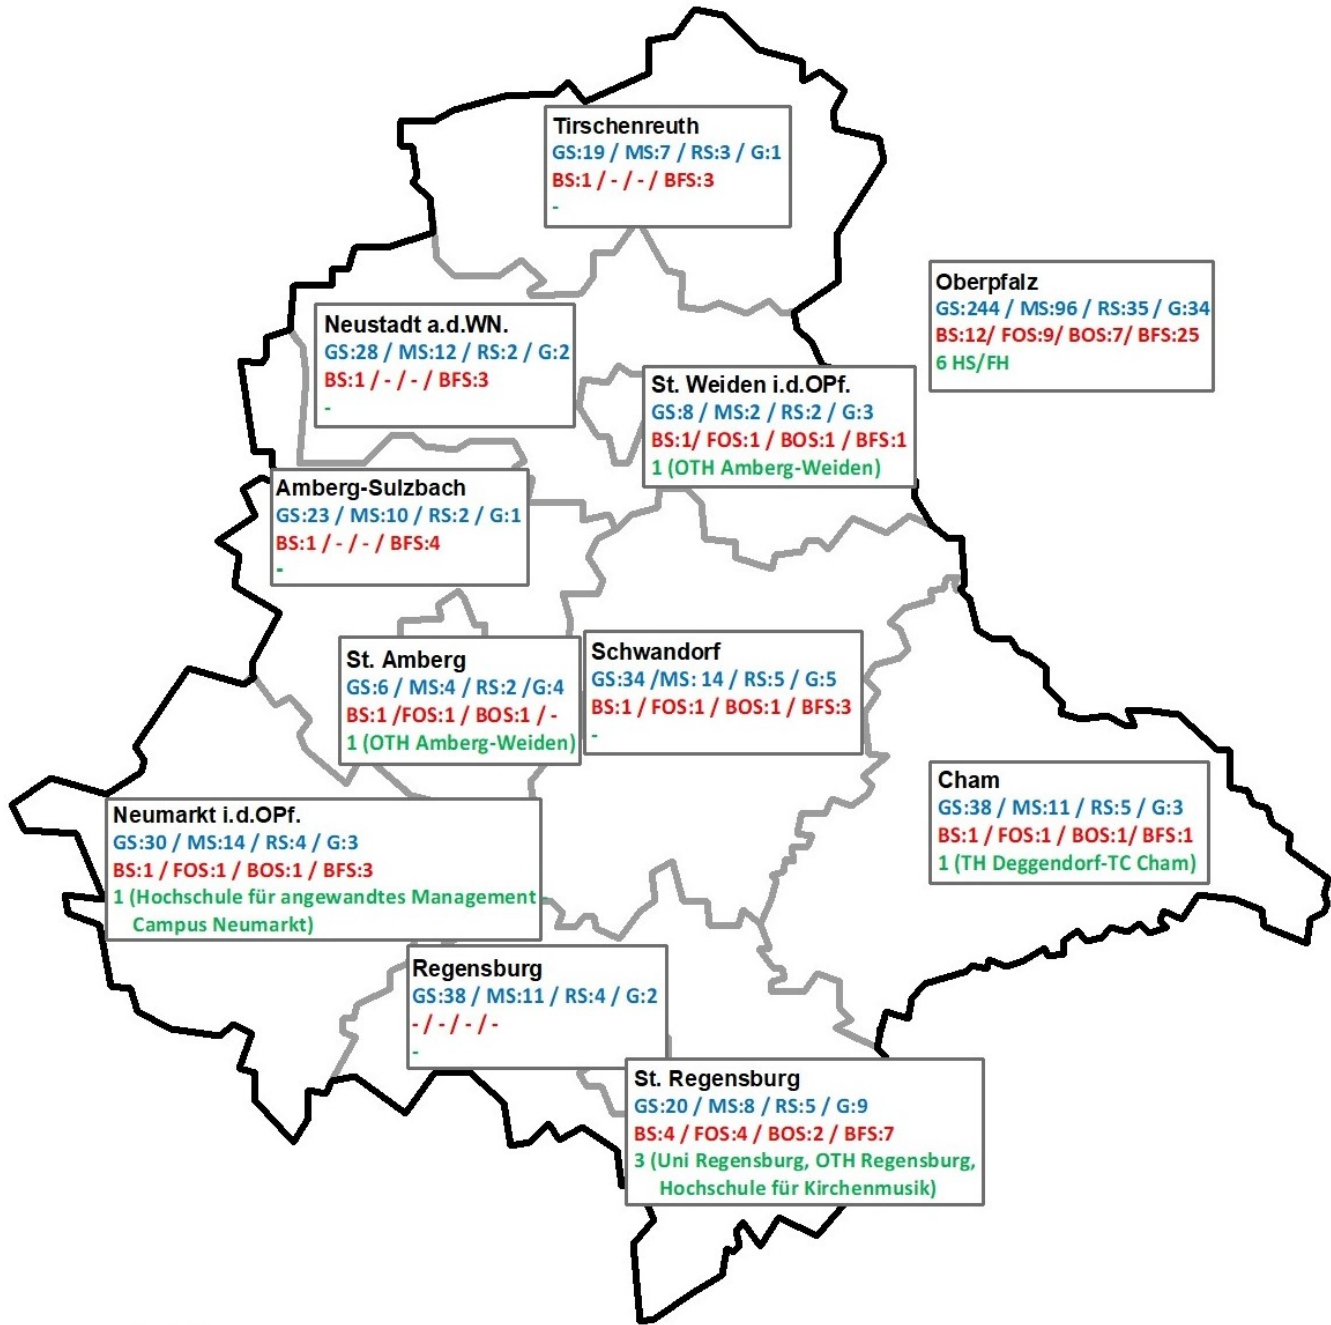 Tirschenreuth
GS:19 / MS:7 / RS:3 / G:1
BS:1 / - / - / BFS:3
-
Oberpfalz
GS:244 / MS:96 / RS:35 / G:34
BS:12/ FOS:9/ BOS:7/ BFS:25
6 HS/FH
Neustadt a.d.WN.
GS:28 / MS:12 / RS:2 / G:2
BS:1 / - / - / BFS:3
-
St. Weiden i.d.OPf.
GS:8 / MS:2 / RS:2 / G:3
BS:1/ FOS:1 / BOS:1 / BFS:1
1 (OTH Amberg-Weiden)
Amberg-Sulzbach
GS:23 / MS:10 / RS:2 / G:1
BS:1 / - / - / BFS:4
-
St. Amberg
GS:6 / MS:4 / RS:2 /G:4
BS:1 /FOS:1 / BOS:1 / -
1 (OTH Amberg-Weiden)
Schwandorf
GS:34 /MS: 14 / RS:5 / G:5
BS:1 / FOS:1 / BOS:1 / BFS:3
-
Cham
GS:38 / MS:11 / RS:5 / G:3
BS:1 / FOS:1 / BOS:1/ BFS:1
1 (TH Deggendorf-TC Cham)
Neumarkt i.d.OPf.
GS:30 / MS:14 / RS:4 / G:3
BS:1 / FOS:1 / BOS:1 / BFS:3
1 (Hochschule für angewandtes Management
Campus Neumarkt)
Regensburg
GS:38 / MS:11 / RS:4 / G:2
- / - / - / -
-
St. Regensburg
GS:20 / MS:8 / RS:5 / G:9
BS:4 / FOS:4 / BOS:2 / BFS:7
3 (Uni Regensburg, OTH Regensburg,
Hochschule für Kirchenmusik)